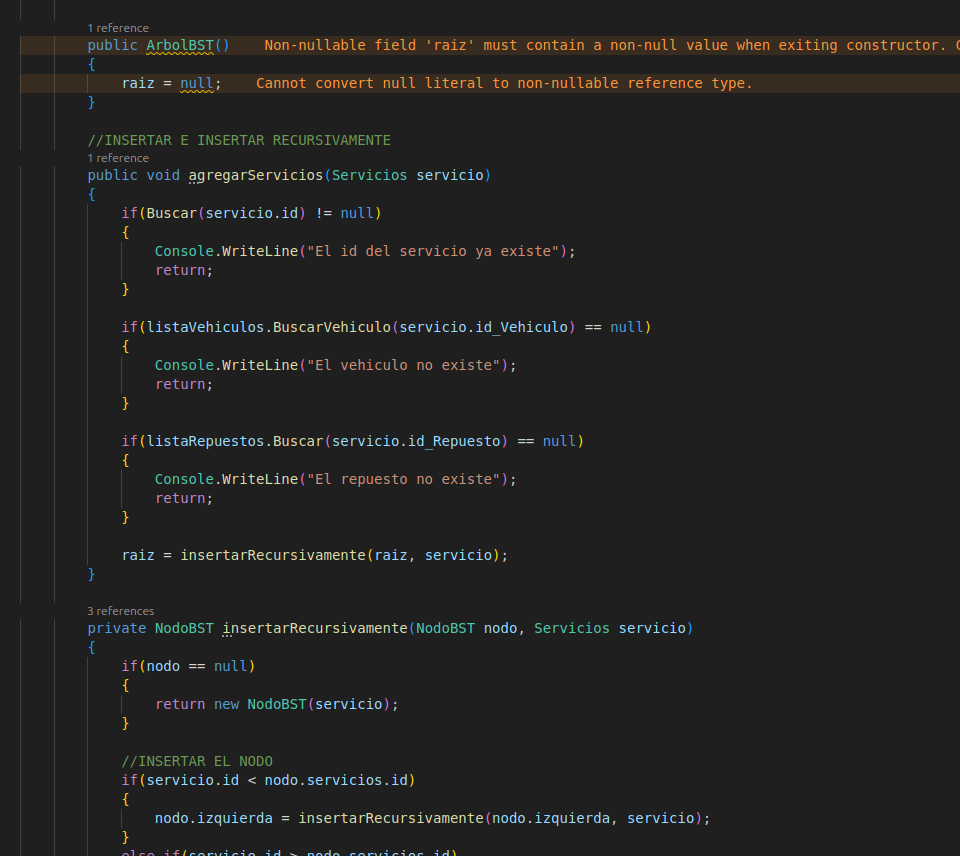 1 reference
public ArbolBST() Non-nullable field 'raiz' must contain a non-null value when exiting constructor.
{
raiz = null; Cannot convert null literal to non-nullable reference type.
}
//INSERTAR E INSERTAR RECURSIVAMENTE
1 reference
public void agregarServicios(Servicios servicio)
{
if(Buscar(servicio.id) != null)
{
Console.WriteLine("El id del servicio ya existe");
return;
}
if(listaVehiculos.BuscarVehiculo(servicio.id_Vehiculo) == null)
{
Console.WriteLine("El vehiculo no existe");
return;
}
if(listaRepuestos.Buscar(servicio.id_Repuesto) == null)
{
Console.WriteLine("El repuesto no existe");
return;
}
raiz = insertarRecursivamente(raiz, servicio);
}
3 references
private NodoBST insertarRecursivamente(NodoBST nodo, Servicios servicio)
{
if(nodo == null)
{
return new NodoBST(servicio);
}
//INSERTAR EL NODO
if(servicio.id < nodo.servicios.id)
{
nodo.izquierda = insertarRecursivamente(nodo.izquierda, servicio);
}
else if(servicio.id > nodo.servicios.id)